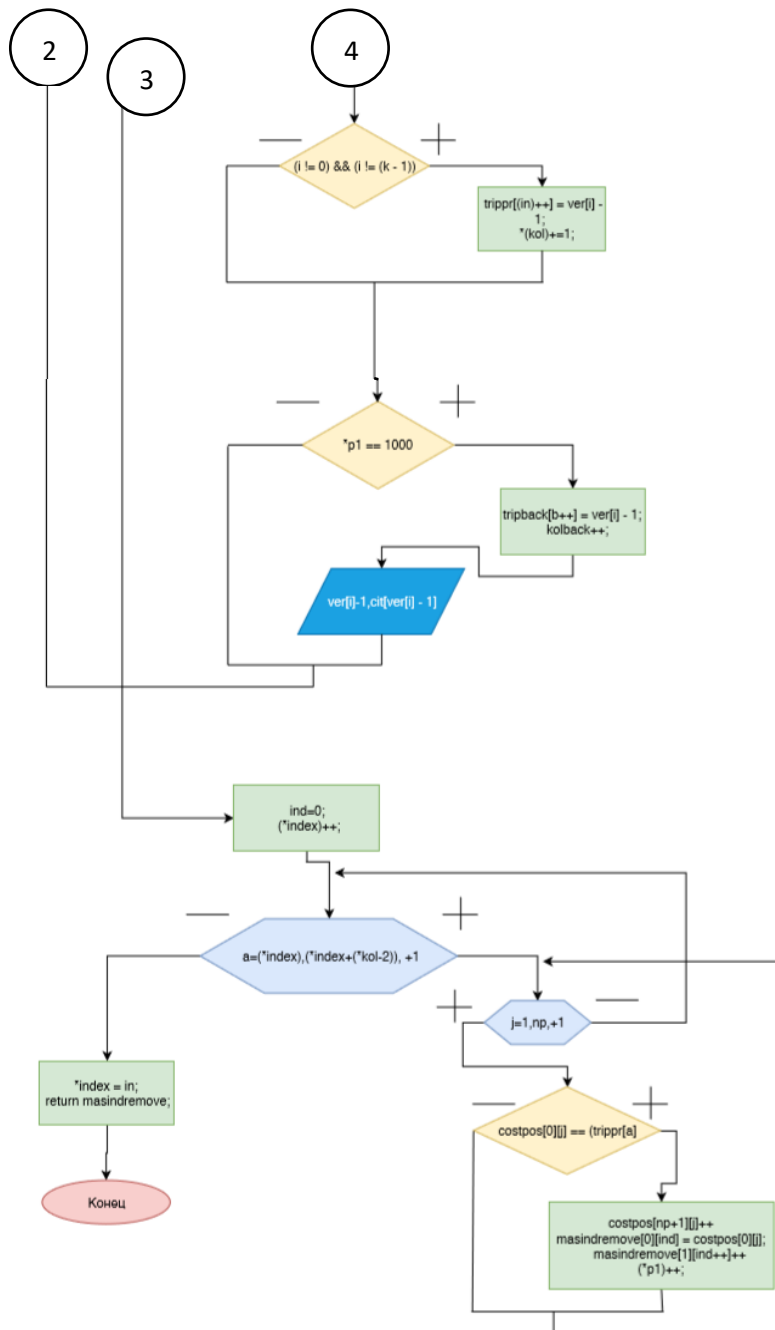 2
3
4
(i != 0) && (i != (k - 1))
trippr[(in)++] = ver[i] -
1;
*(kol)+=1;
*p1 == 1000
tripback[b++] = ver[i] - 1;
kolback++;
ver[i]-1,cit[ver[i] - 1]
ind=0;
(*index)++;
a=(*index),(*index+(*kol-2)), +1
j=1,np,+1
*index = in;
return masindremove;
costpos[0][j] == (trippr[a]
Конец
costpos[np+1][j]++
masindremove[0][ind] = costpos[0][j];
masindremove[1][ind++]++
(*p1)++;